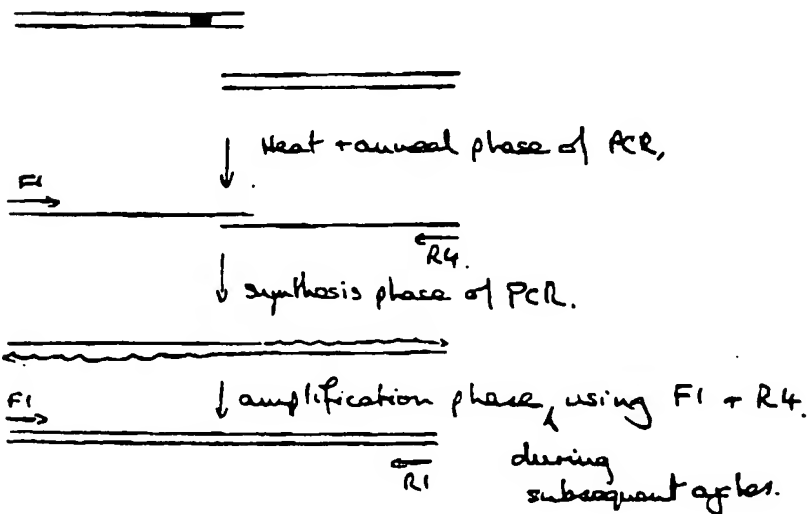 Heat + anneal phase of PCR,
F1
R4.
synthesis phase of PCR.
F1
amplification phase, using F1 + R4.
R1
during
subsequent cycles.